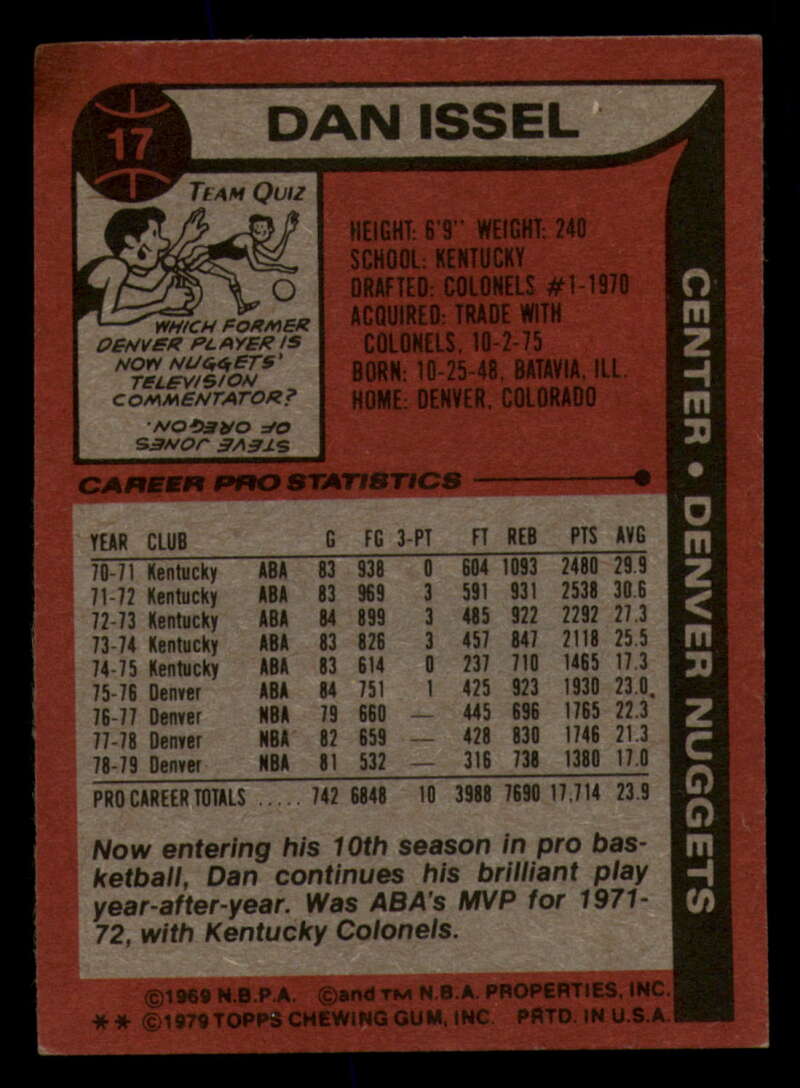 17
DAN ISSEL
TEAM QUIZ
WHICH FORMER
DENVER PLAYER IS
NOW NUGGETS'
TELEVISION
COMMENTATOR?
STEVE JONES
OF OREGON.
HEIGHT: 6'9" WEIGHT: 240
SCHOOL: KENTUCKY
DRAFTED: COLONELS #1-1970
ACQUIRED: TRADE WITH
COLONELS, 10-2-75
BORN: 10-25-48, BATAVIA, ILL.
HOME: DENVER, COLORADO
CENTER • DENVER NUGGETS
CAREER PRO STATISTICS
YEAR CLUB G FG 3-PT FT REB PTS AVG
70-71 Kentucky ABA 83 938 0 604 1093 2480 29.9
71-72 Kentucky ABA 83 969 3 591 931 2538 30.6
72-73 Kentucky ABA 84 899 3 485 922 2292 27.3
73-74 Kentucky ABA 83 826 3 457 847 2118 25.5
74-75 Kentucky ABA 83 614 0 237 710 1465 17.3
75-76 Denver ABA 84 751 1 425 923 1930 23.0
76-77 Denver NBA 79 660 — 445 696 1765 22.3
77-78 Denver NBA 82 659 — 428 830 1746 21.3
78-79 Denver NBA 81 532 — 316 738 1380 17.0
PRO CAREER TOTALS ..... 742 6848 10 3988 7690 17,714 23.9
Now entering his 10th season in pro bas-
ketball, Dan continues his brilliant play
year-after-year. Was ABA's MVP for 1971-
72, with Kentucky Colonels.
©1969 N.B.P.A. ©and TM N.B.A. PROPERTIES, INC.
** ©1979 TOPPS CHEWING GUM, INC. PRTD. IN U.S.A.